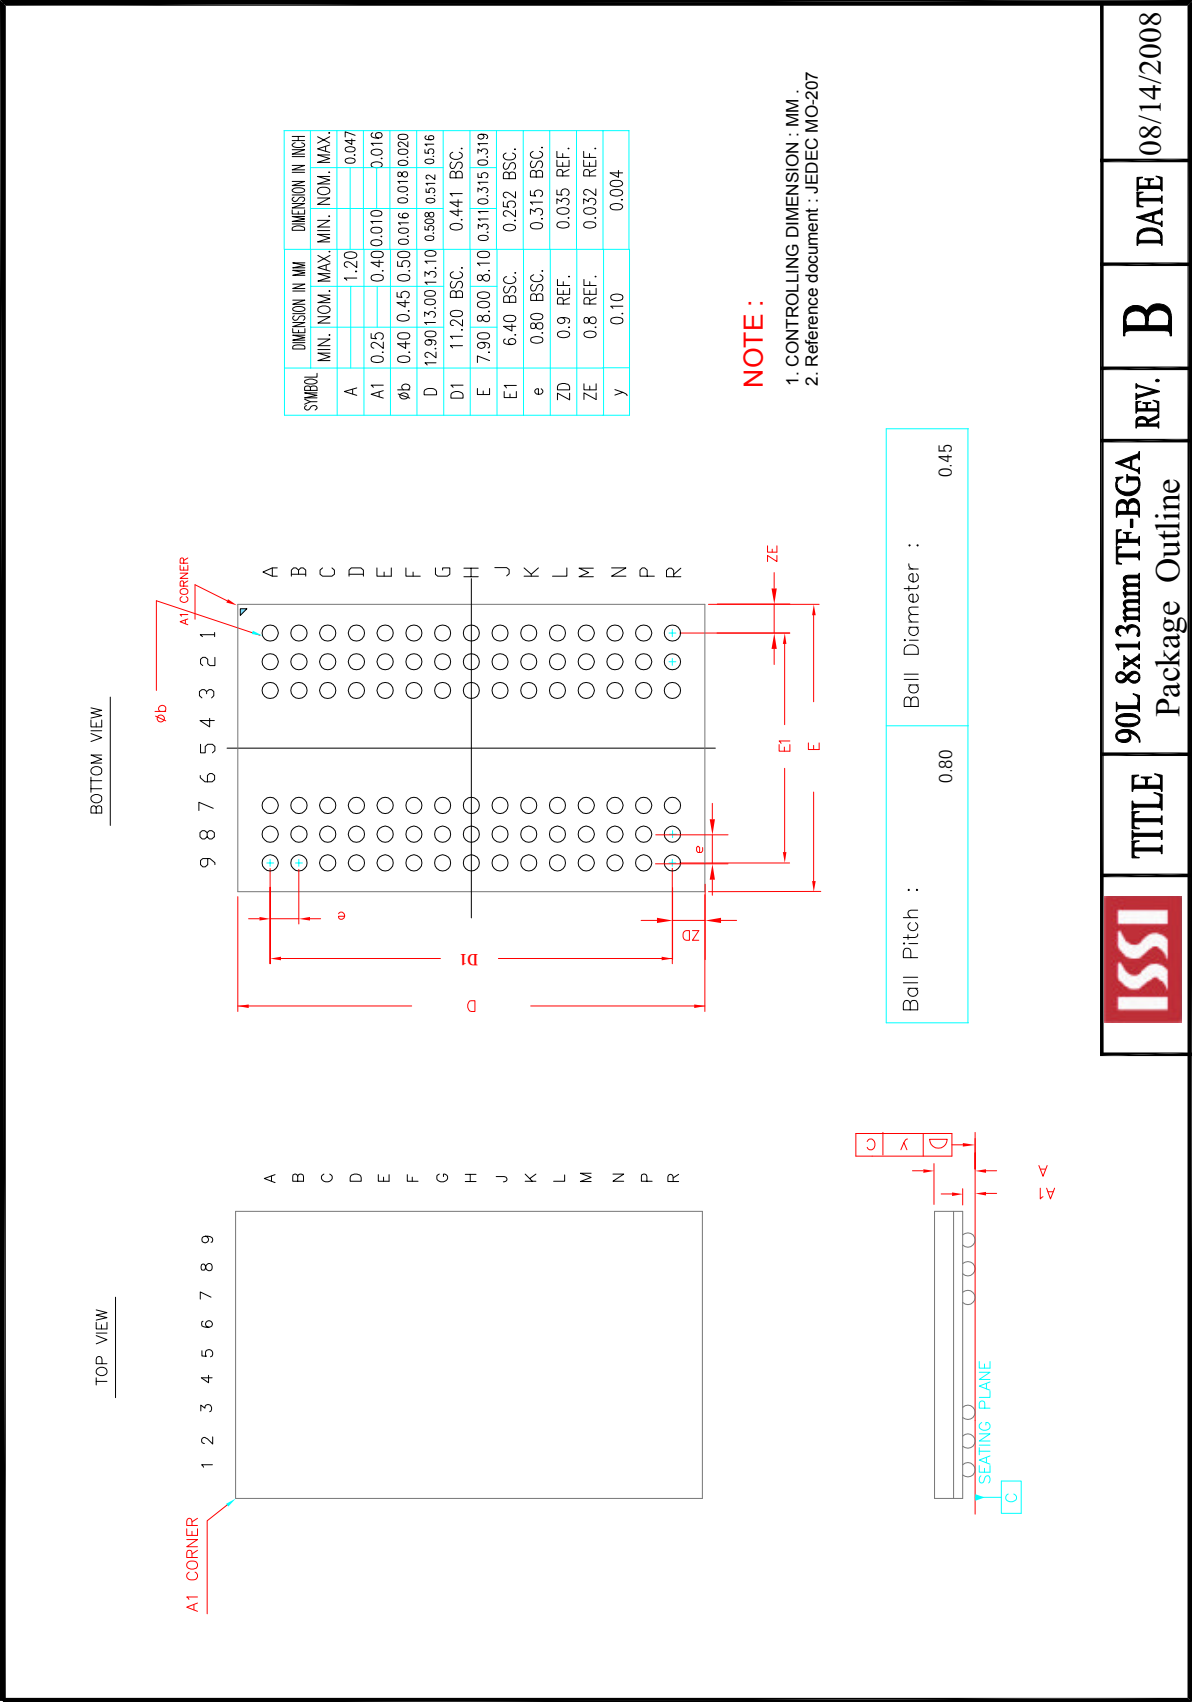 TOP VIEW
A1 CORNER
1 2 3 4 5 6 7 8 9
A
B
C
D
E
F
G
H
J
K
L
M
N
P
R
SEATING PLANE
C
A1
A
D y C
BOTTOM VIEW
A1 CORNER
øb
9 8 7 6 5 4 3 2 1
A
B
C
D
E
F
G
H
J
K
L
M
N
P
R
e
D1
D
ZD
e
E1
E
ZE
SYMBOL DIMENSION IN MM DIMENSION IN INCH
MIN. NOM. MAX. MIN. NOM. MAX.
A 1.20 0.047
A1 0.25 0.40 0.010 0.016
øb 0.40 0.45 0.50 0.016 0.018 0.020
D 12.90 13.00 13.10 0.508 0.512 0.516
D1 11.20 BSC. 0.441 BSC.
E 7.90 8.00 8.10 0.311 0.315 0.319
E1 6.40 BSC. 0.252 BSC.
e 0.80 BSC. 0.315 BSC.
ZD 0.9 REF. 0.035 REF.
ZE 0.8 REF. 0.032 REF.
y 0.10 0.004
NOTE :
1. CONTROLLING DIMENSION : MM .
2. Reference document : JEDEC MO-207
Ball Pitch : Ball Diameter :
0.80 0.45
ISSI
TITLE
90L 8x13mm TF-BGA
Package Outline
REV.
B
DATE
08/14/2008